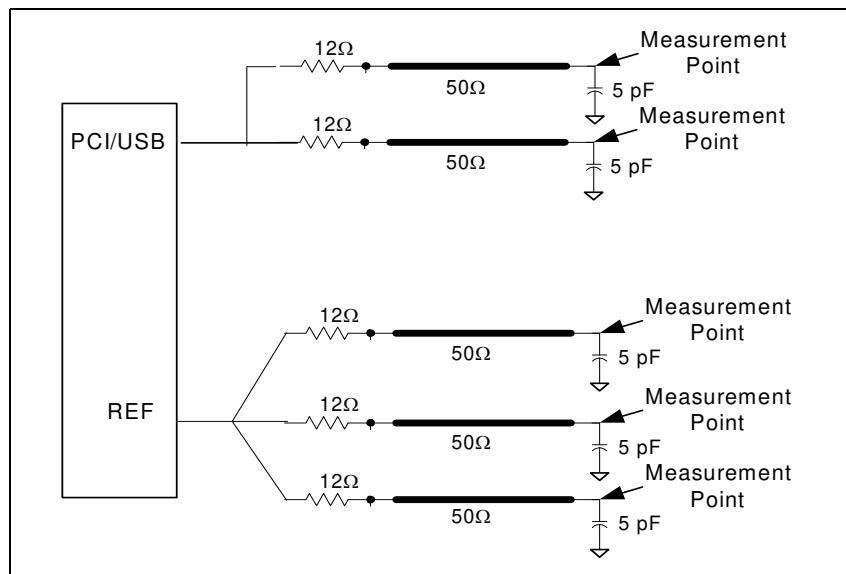 12Ω
50Ω
Measurement
Point
5 pF
PCI/USB
12Ω
50Ω
Measurement
Point
5 pF
REF
12Ω
50Ω
Measurement
Point
5 pF
12Ω
50Ω
Measurement
Point
5 pF
12Ω
50Ω
Measurement
Point
5 pF